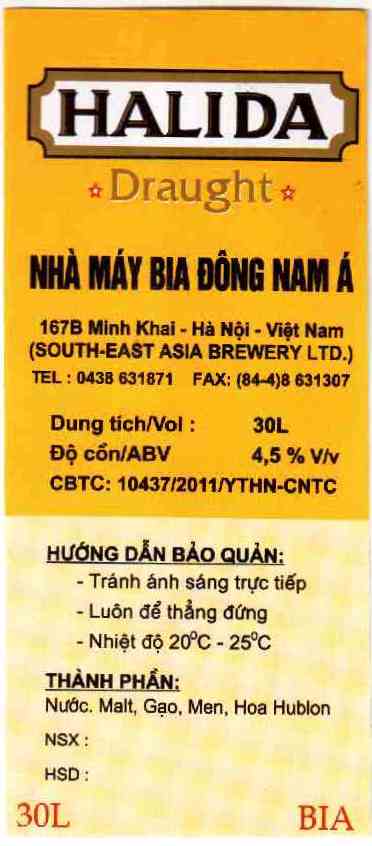 HALIDA
Draught
NHÀ MÁY BIA ĐÔNG NAM Á
167B Minh Khai - Hà Nội - Việt Nam
(SOUTH-EAST ASIA BREWERY LTD.)
TEL : 0438 631871 FAX: (84-4)8 631307
Dung tích/Vol : 30L
Độ cồn/ABV 4,5 % V/v
CBTC: 10437/2011/YTHN-CNTC
HƯỚNG DẪN BẢO QUẢN:
- Tránh ánh sáng trực tiếp
- Luôn để thẳng đứng
- Nhiệt độ 20⁰C - 25⁰C
THÀNH PHẦN:
Nước. Malt, Gạo, Men, Hoa Hublon
NSX :
HSD :
30L BIA